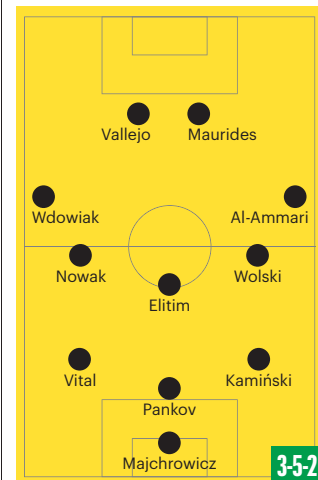 Vallejo Maurides
Wdowiak Al-Ammari
Nowak Wolski
Elitim
Vital Kamiński
Pankov
Majchrowicz
3-5-2